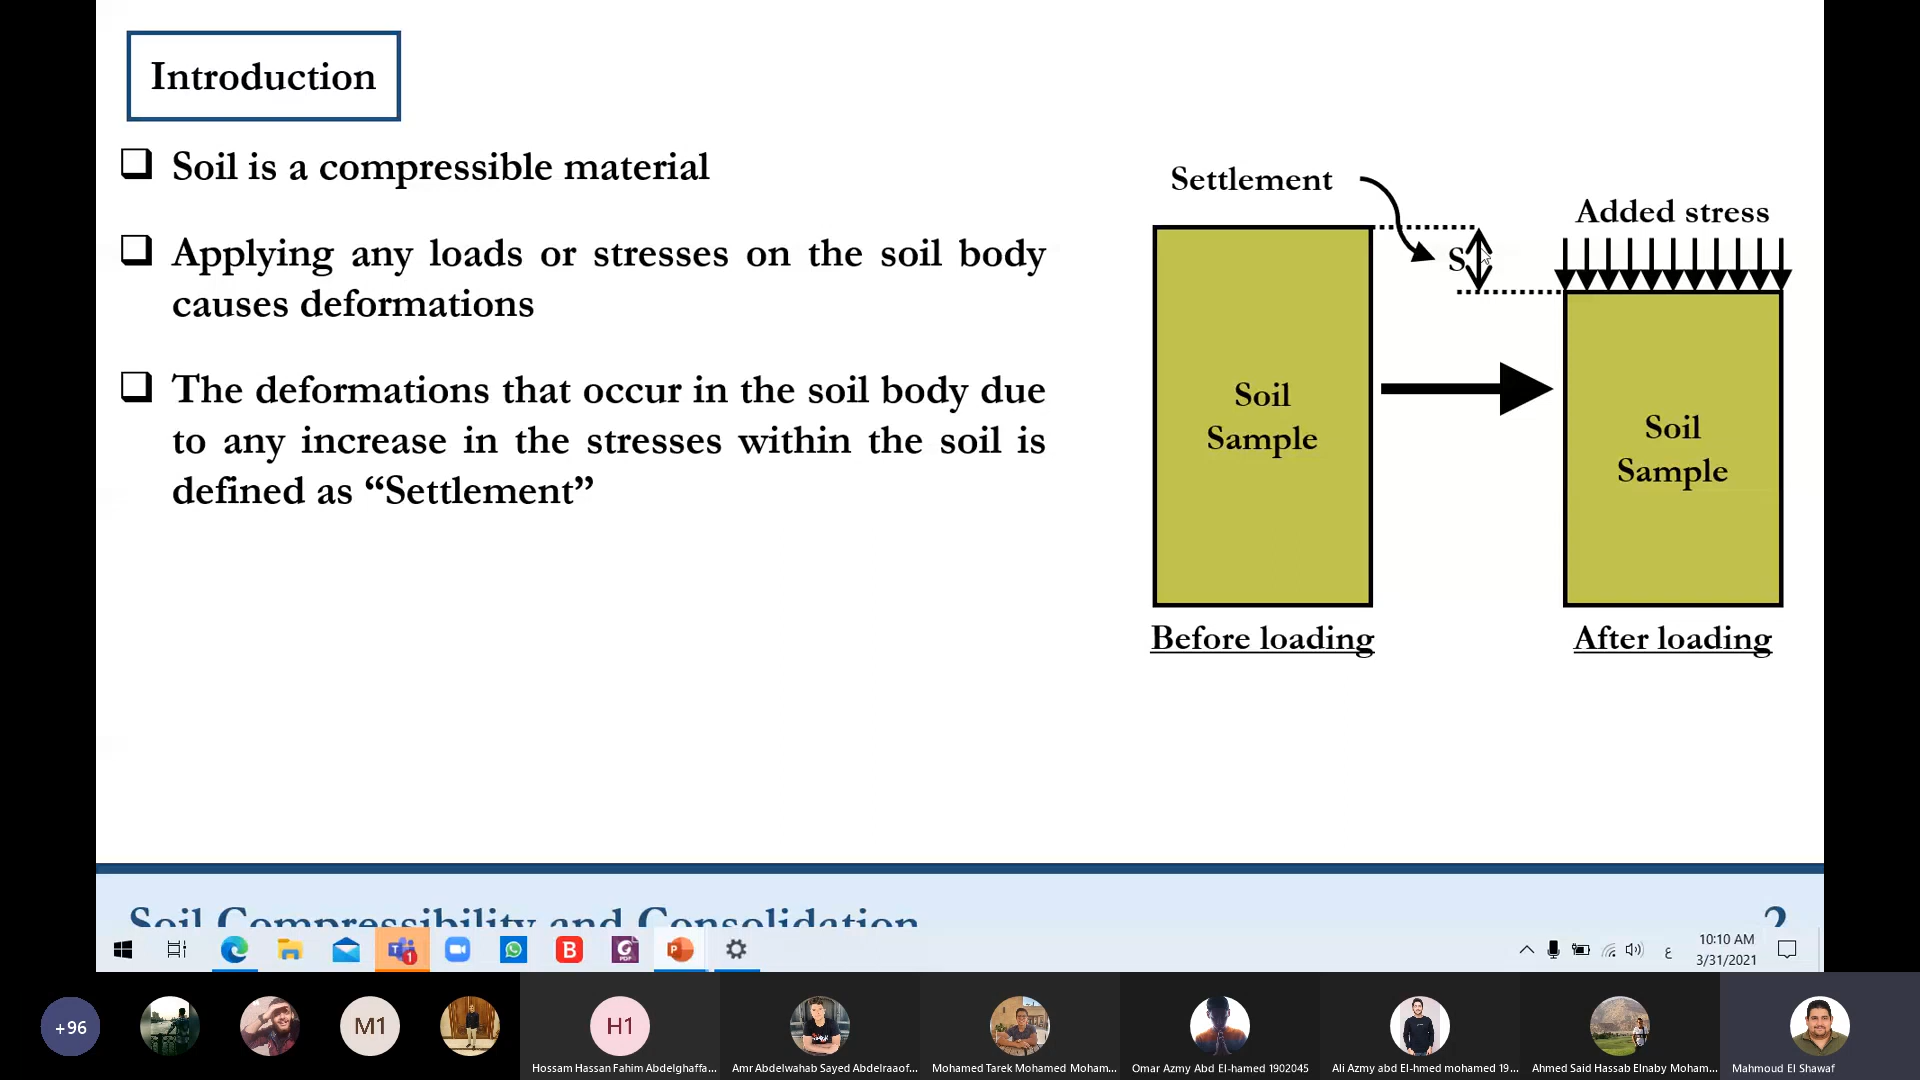 Introduction
Soil is a compressible material
Applying any loads or stresses on the soil body
causes deformations
The deformations that occur in the soil body due
to any increase in the stresses within the soil is
defined as “Settlement”
Settlement
S
Added stress
Soil
Sample
Soil
Sample
Before loading
After loading
Soil Compressibility and Consolidation
2
1
B
PDF
P
ع
10:10 AM
3/31/2021
+96
M1
H1
Hossam Hassan Fahim Abdelghaffa...
Amr Abdelwahab Sayed Abdelraaof...
Mohamed Tarek Mohamed Moham...
Omar Azmy Abd El-hamed 1902045
Ali Azmy abd El-hmed mohamed 19...
Ahmed Said Hassab Elnaby Moham...
Mahmoud El Shawaf